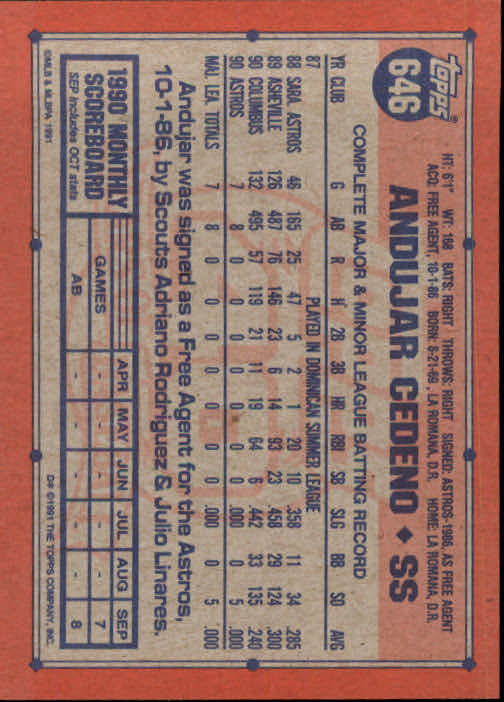 topps®
646
ANDUJAR CEDENO ◆ SS
HT: 6'1" WT: 168 BATS: RIGHT THROWS: RIGHT SIGNED: ASTROS-1986, AS FREE AGENT
ACQ: FREE AGENT, 10-1-86 BORN: 8-21-69, LA ROMANA, D.R. HOME: LA ROMANA, D.R.
COMPLETE MAJOR & MINOR LEAGUE BATTING RECORD
YR CLUB G AB R H 2B 3B HR RBI SB SLG BB SO AVG
87 PLAYED IN DOMINICAN SUMMER LEAGUE
88 SARA. ASTROS 46 165 25 47 5 2 1 20 10 .358 11 34 .285
89 ASHEVILLE 126 487 76 146 23 6 14 93 23 .458 29 124 .300
90 COLUMBUS 132 495 57 119 21 11 19 64 6 .442 33 135 .240
90 ASTROS 7 8 0 0 0 0 0 0 0 .000 0 5 .000
MAJ. LEA. TOTALS 7 8 0 0 0 0 0 0 0 .000 0 5 .000
Andujar was signed as a Free Agent for the Astros,
10-1-86, by Scouts Adriano Rodriguez & Julio Linares.
1990 MONTHLY
SCOREBOARD
SEP includes OCT stats
APR MAY JUN JUL AUG SEP
GAMES - - - - - 7
AB - - - - - 8
©MLB & MLBPA 1991
D* ©1991 THE TOPPS COMPANY, INC.